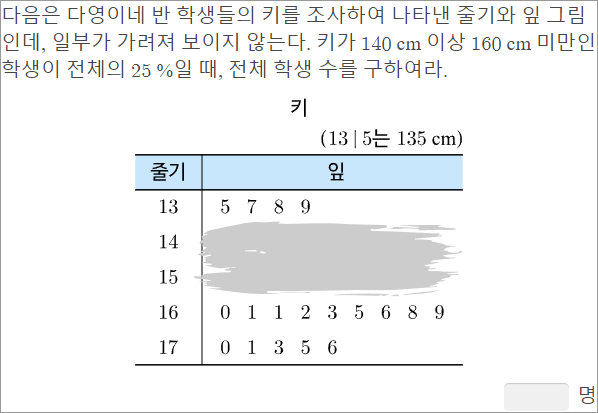 다음은 다영이네 반 학생들의 키를 조사하여 나타낸 줄기와 잎 그림
인데, 일부가 가려져 보이지 않는다. 키가 140 cm 이상 160 cm 미만인
학생이 전체의 25 %일 때, 전체 학생 수를 구하여라.
키
(13 | 5는 135 cm)
줄기 잎
13 5 7 8 9
14
15
16 0 1 1 2 3 5 6 8 9
17 0 1 3 5 6
명